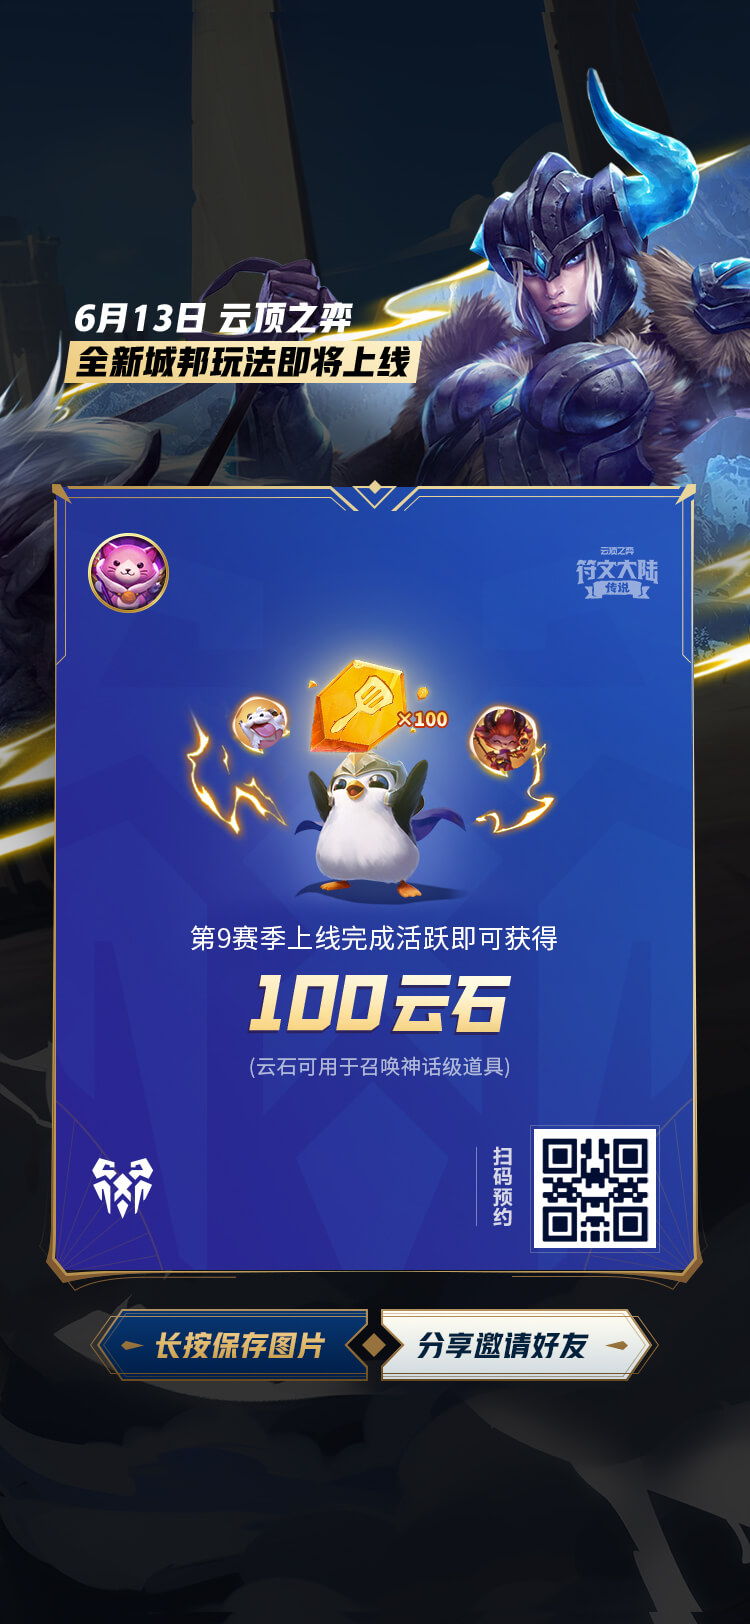 6月13日 云顶之弈
全新城邦玩法即将上线
云顶之弈
符文大陆
传说
×100
第9赛季上线完成活跃即可获得
100云石
(云石可用于召唤神话级道具)
扫码预约
长按保存图片
分享邀请好友